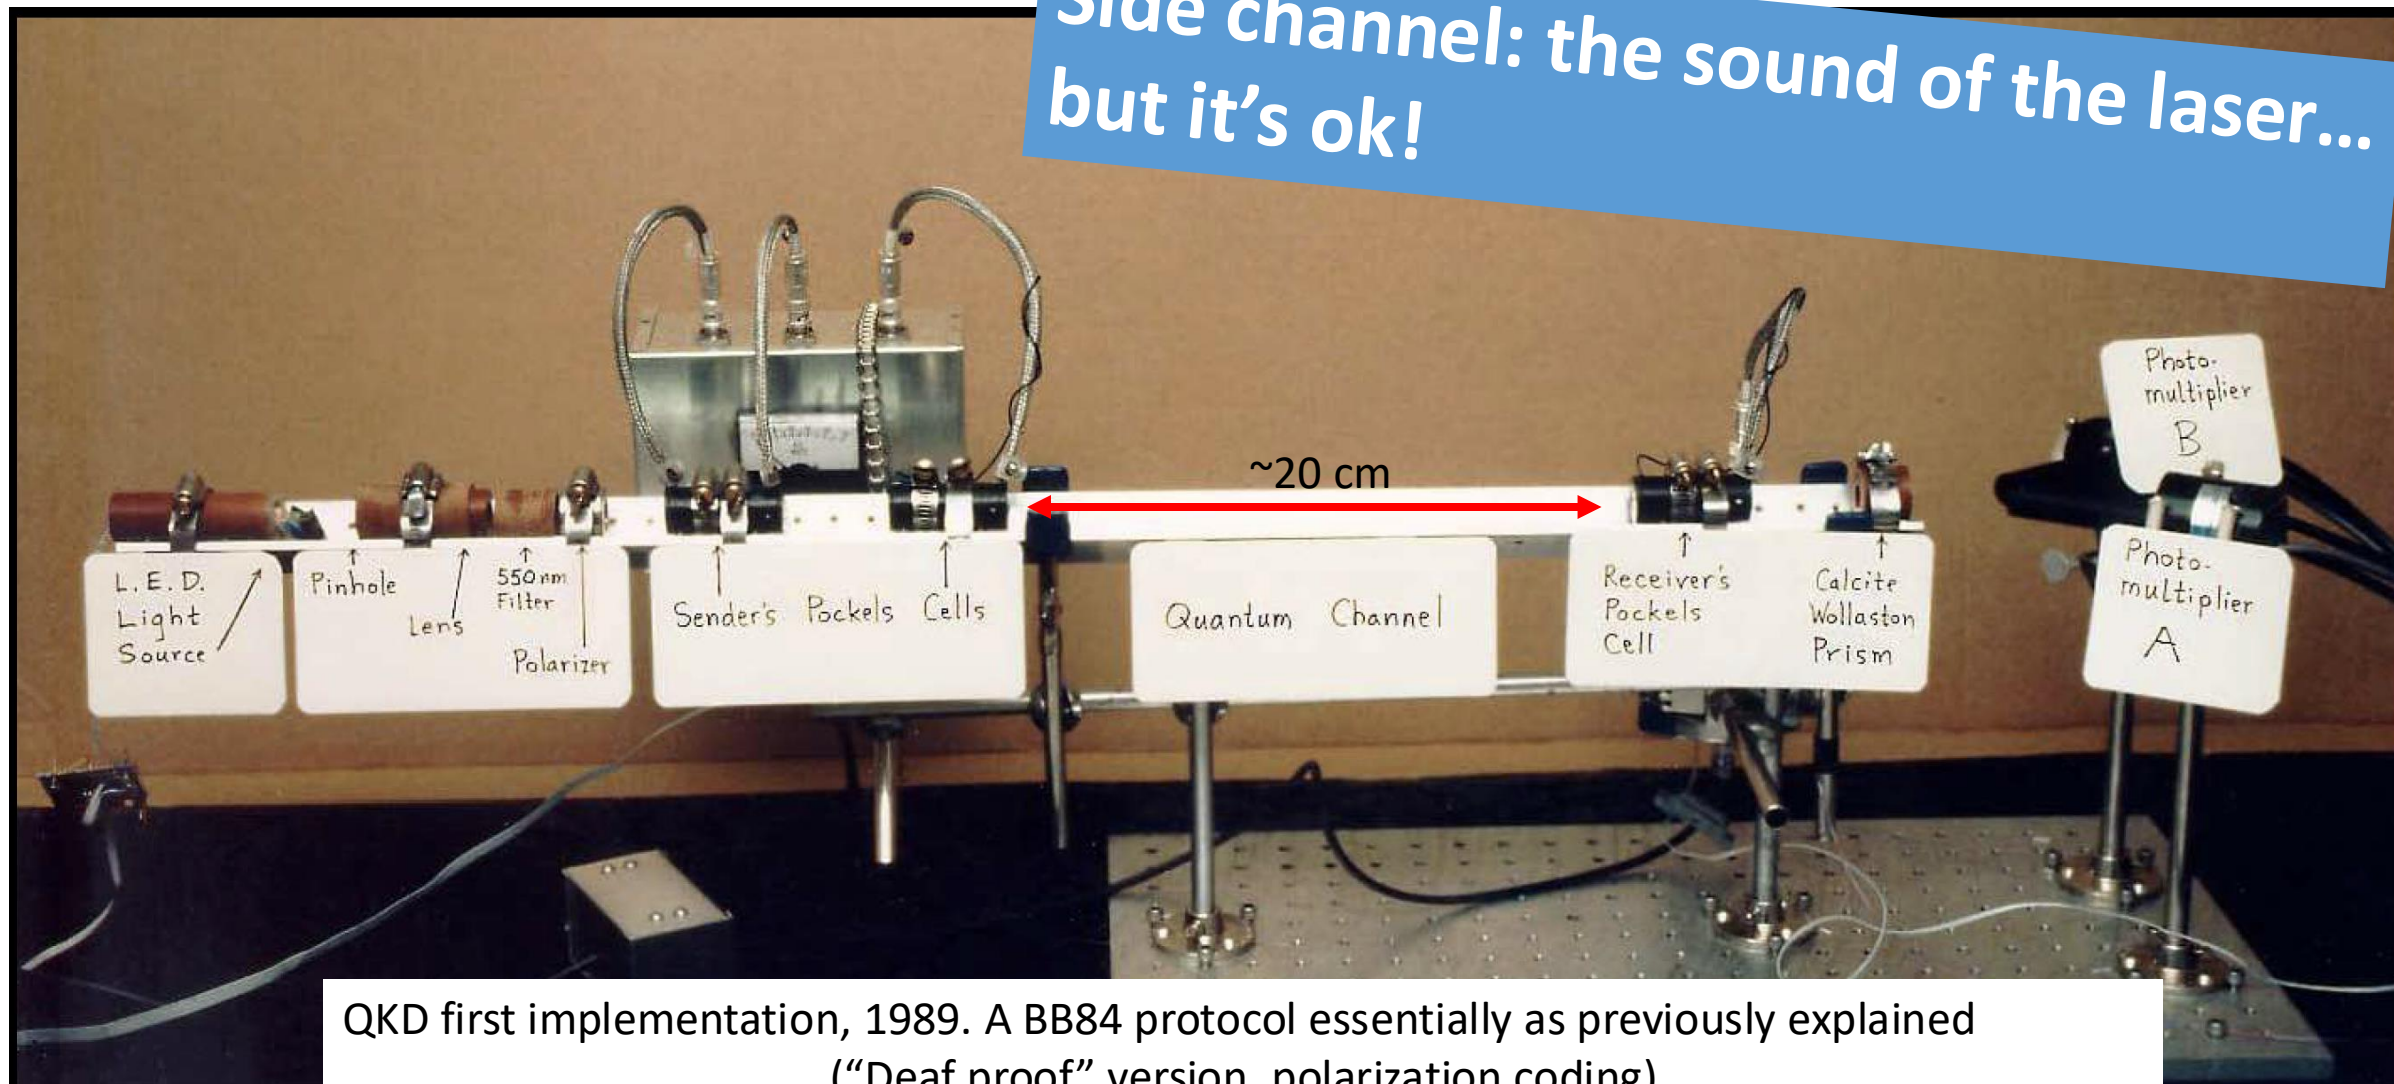 Side channel: the sound of the laser…
but it’s ok!
~20 cm
Photo-
multiplier
B
L.E.D.
Light
Source
Pinhole
Lens
550nm
Filter
Polarizer
Sender's Pockels Cells
Quantum Channel
Receiver's
Pockels
Cell
Calcite
Wollaston
Prism
Photo-
multiplier
A
QKD first implementation, 1989. A BB84 protocol essentially as previously explained
(“Deaf proof” version, polarization coding)